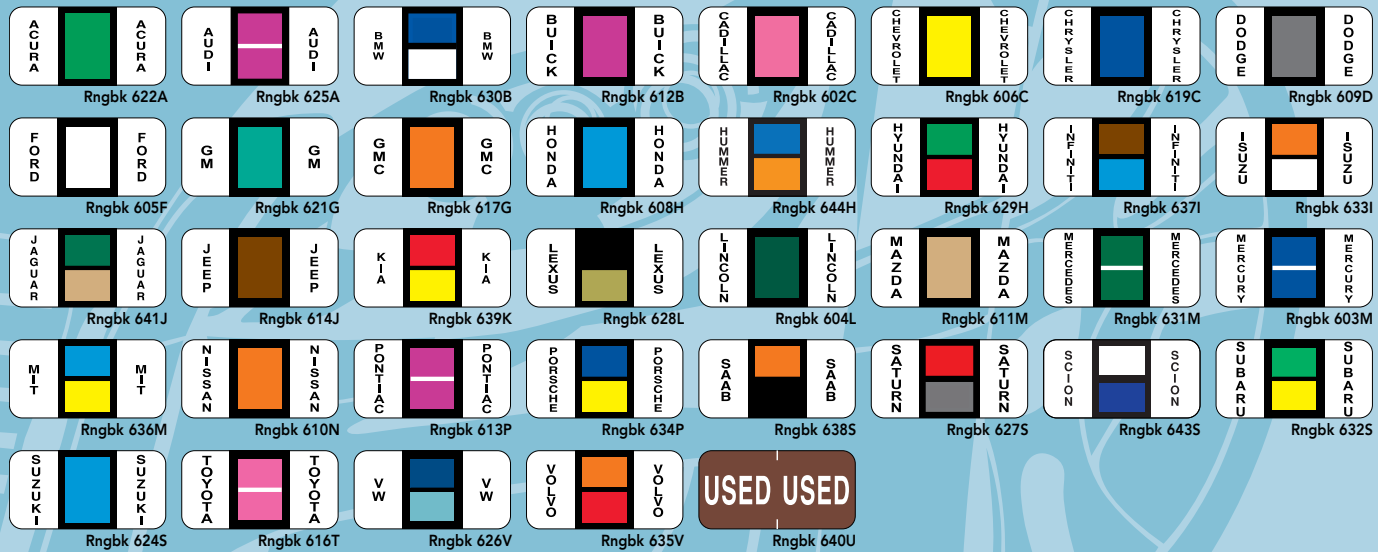 ACURA ACURA
Rngbk 622A
AUDI AUDI
Rngbk 625A
BMW BMW
Rngbk 630B
BUICK BUICK
Rngbk 612B
CADILLAC CADILLAC
Rngbk 602C
CHEVROLET CHEVROLET
Rngbk 606C
CHRYSLER CHRYSLER
Rngbk 619C
DODGE DODGE
Rngbk 609D
FORD FORD
Rngbk 605F
GM GM
Rngbk 621G
GMC GMC
Rngbk 617G
HONDA HONDA
Rngbk 608H
HUMMER HUMMER
Rngbk 644H
HYUNDAI HYUNDAI
Rngbk 629H
INFINITI INFINITI
Rngbk 637I
ISUZU ISUZU
Rngbk 633I
JAGUAR JAGUAR
Rngbk 641J
JEEP JEEP
Rngbk 614J
KIA KIA
Rngbk 639K
LEXUS LEXUS
Rngbk 628L
LINCOLN LINCOLN
Rngbk 604L
MAZDA MAZDA
Rngbk 611M
MERCEDES MERCEDES
Rngbk 631M
MERCURY MERCURY
Rngbk 603M
MIT MIT
Rngbk 636M
NISSAN NISSAN
Rngbk 610N
PONTIAC PONTIAC
Rngbk 613P
PORSCHE PORSCHE
Rngbk 634P
SAAB SAAB
Rngbk 638S
SATURN SATURN
Rngbk 627S
SCION SCION
Rngbk 643S
SUBARU SUBARU
Rngbk 632S
SUZUKI SUZUKI
Rngbk 624S
TOYOTA TOYOTA
Rngbk 616T
VW VW
Rngbk 626V
VOLVO VOLVO
Rngbk 635V
USED USED
Rngbk 640U